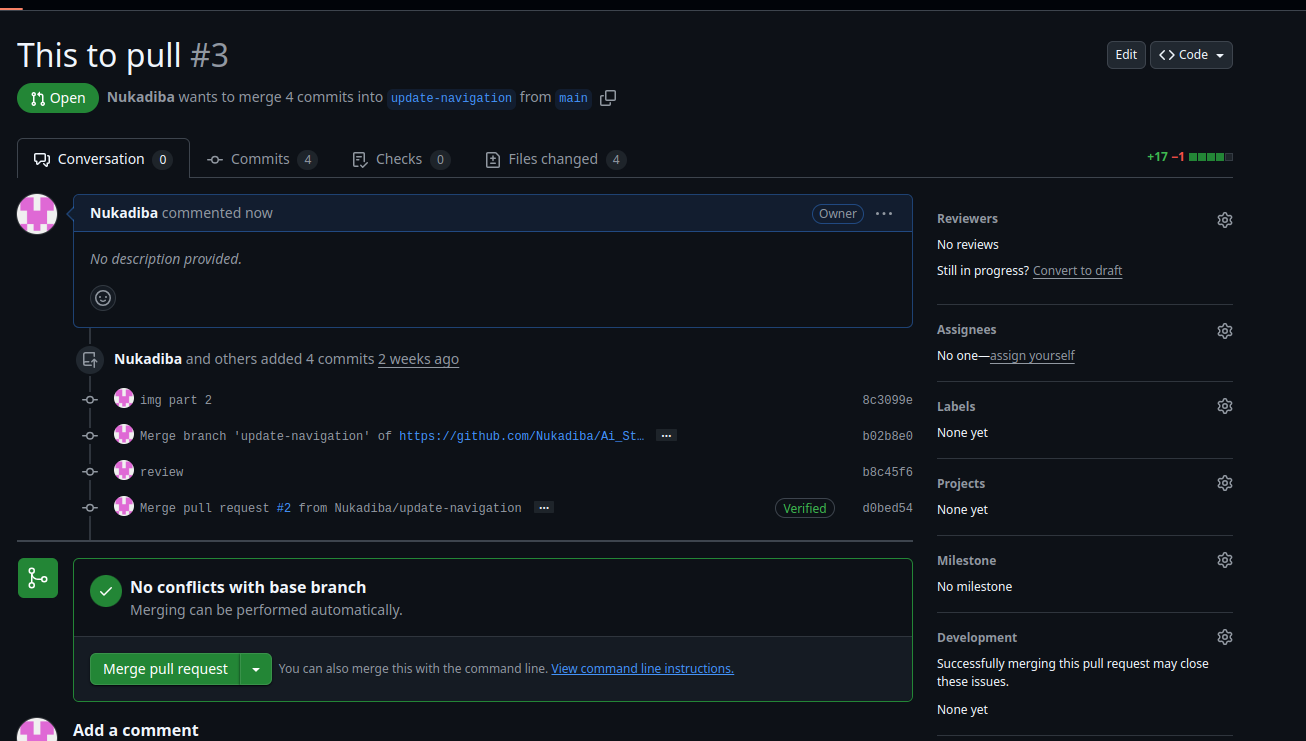 This to pull #3
Edit
<> Code
Open
Nukadiba wants to merge 4 commits into update-navigation from main
Conversation 0
Commits 4
Checks 0
Files changed 4
+17 −1
Nukadiba commented now
Owner
No description provided.
Nukadiba and others added 4 commits 2 weeks ago
img part 2 8c3099e
Merge branch 'update-navigation' of https://github.com/Nukadiba/Ai_St… … b02b8e0
review b8c45f6
Merge pull request #2 from Nukadiba/update-navigation … Verified d0bed54
No conflicts with base branch
Merging can be performed automatically.
Merge pull request
You can also merge this with the command line. View command line instructions.
Add a comment
Reviewers
No reviews
Still in progress? Convert to draft
Assignees
No one—assign yourself
Labels
None yet
Projects
None yet
Milestone
No milestone
Development
Successfully merging this pull request may close
these issues.
None yet